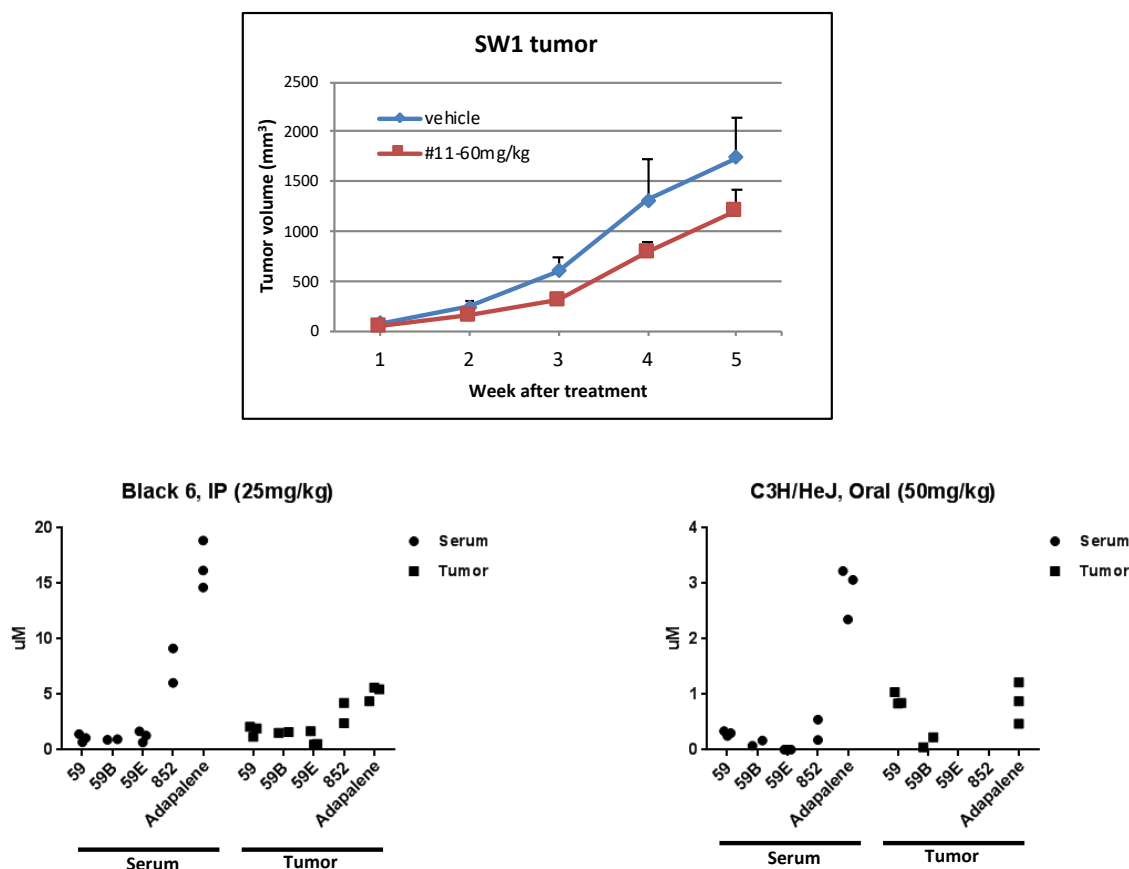 SW1 tumor
2500
2000
1500
1000
500
0
Tumor volume (mm³)
vehicle
#11-60mg/kg
1 2 3 4 5
Week after treatment
Black 6, IP (25mg/kg)
20
15
10
5
0
uM
Serum
Tumor
59 59B 59E 852 Adapalene 59 59B 59E 852 Adapalene
Serum Tumor
C3H/HeJ, Oral (50mg/kg)
4
3
2
1
0
uM
Serum
Tumor
59 59B 59E 852 Adapalene 59 59B 59E 852 Adapalene
Serum Tumor